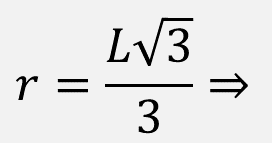 r = L√3/3 ⇒